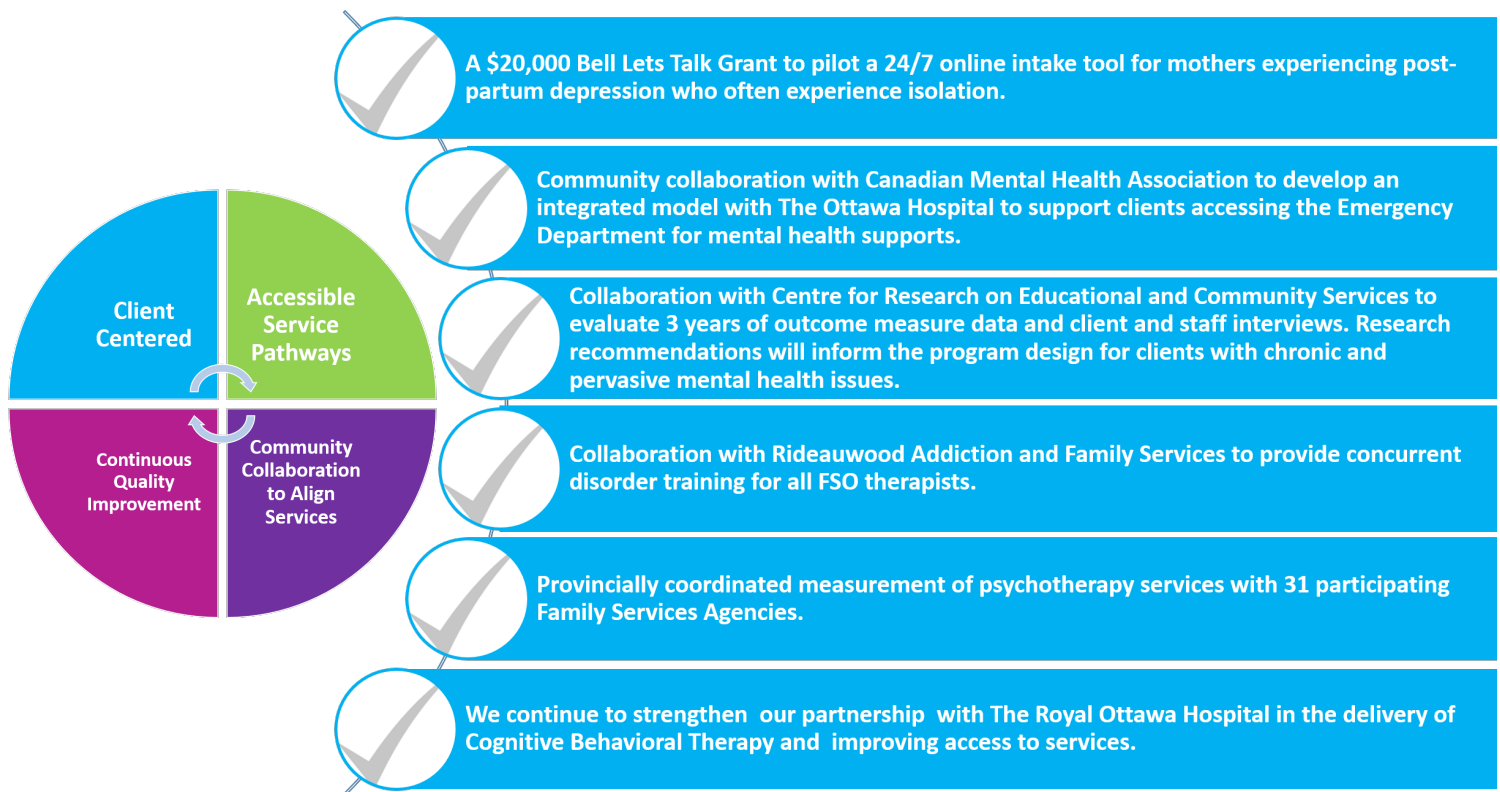 Client
Centered
Accessible
Service
Pathways
Continuous
Quality
Improvement
Community
Collaboration
to Align
Services
A $20,000 Bell Lets Talk Grant to pilot a 24/7 online intake tool for mothers experiencing post-
partum depression who often experience isolation.
Community collaboration with Canadian Mental Health Association to develop an
integrated model with The Ottawa Hospital to support clients accessing the Emergency
Department for mental health supports.
Collaboration with Centre for Research on Educational and Community Services to
evaluate 3 years of outcome measure data and client and staff interviews. Research
recommendations will inform the program design for clients with chronic and
pervasive mental health issues.
Collaboration with Rideauwood Addiction and Family Services to provide concurrent
disorder training for all FSO therapists.
Provincially coordinated measurement of psychotherapy services with 31 participating
Family Services Agencies.
We continue to strengthen  our partnership  with The Royal Ottawa Hospital in the delivery of
Cognitive Behavioral Therapy and  improving access to services.